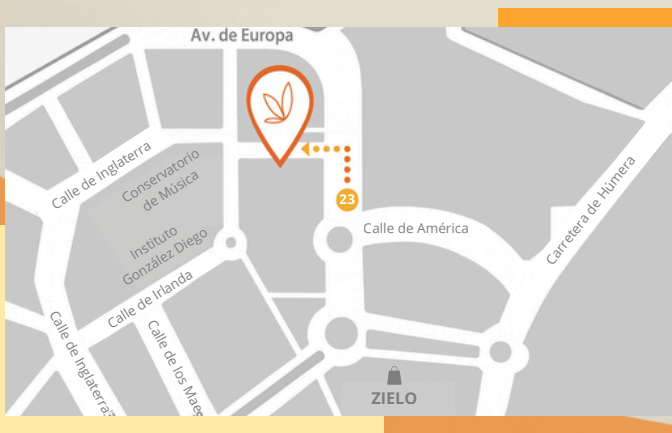 Av. de Europa
Calle de Inglaterra
Conservatorio
de Música
23
Calle de América
Carretera de Húmera
Instituto
González Diego
Calle de Irlanda
Calle de Inglaterra
Calle de los Maes
ZIELO